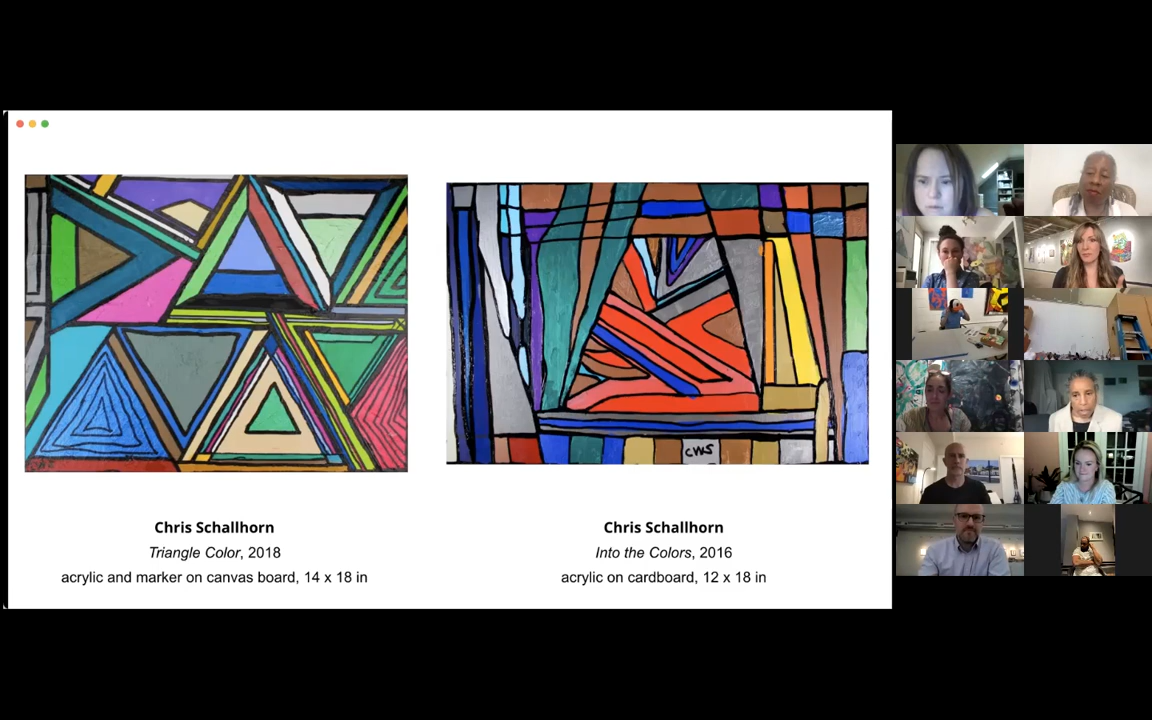 Chris Schallhorn
Triangle Color, 2018
acrylic and marker on canvas board, 14 x 18 in
CWS
Chris Schallhorn
Into the Colors, 2016
acrylic on cardboard, 12 x 18 in